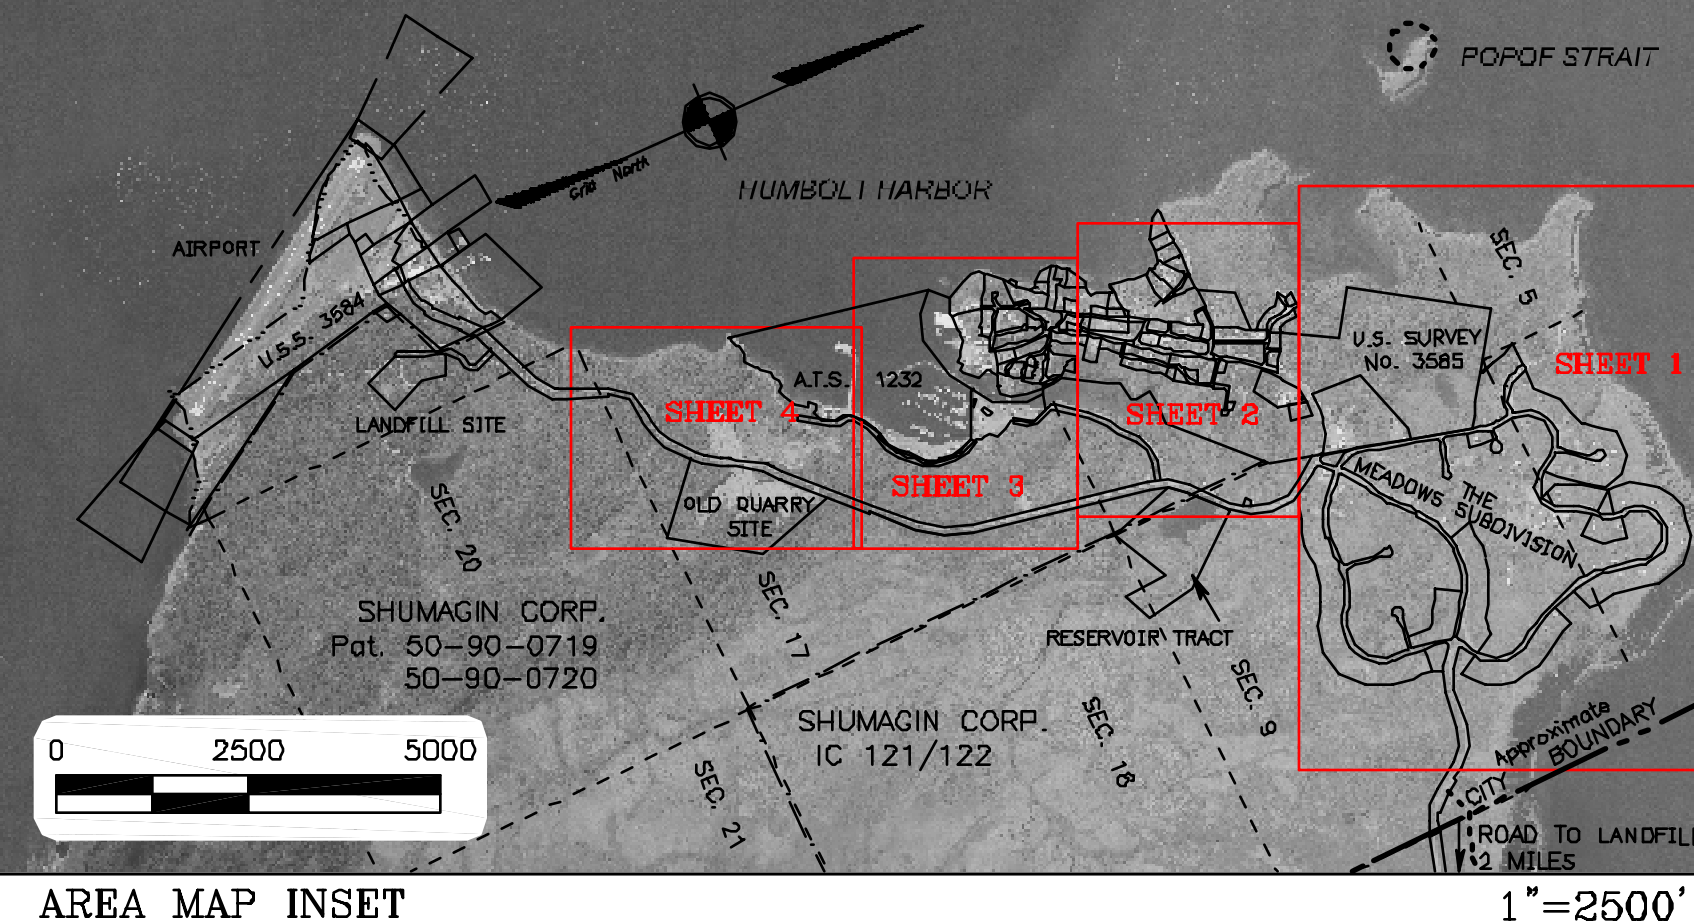 POPOF STRAIT
Grid North
HUMBOLT HARBOR
AIRPORT
SEC. 5
U.S.S. 3584
U.S. SURVEY
No. 3585
SHEET 1
A.T.S. 1232
SHEET 4
SHEET 2
LANDFILL SITE
SHEET 3
MEADOWS SUBDIVISION
THE
OLD QUARRY
SITE
SEC. 20
SEC. 17
SHUMAGIN CORP.
Pat. 50-90-0719
50-90-0720
RESERVOIR TRACT
SEC. 9
SEC. 18
SHUMAGIN CORP.
IC 121/122
Approximate
CITY BOUNDARY
0 2500 5000
SEC. 21
ROAD TO LANDFILL
2 MILES
AREA MAP INSET
1"=2500'